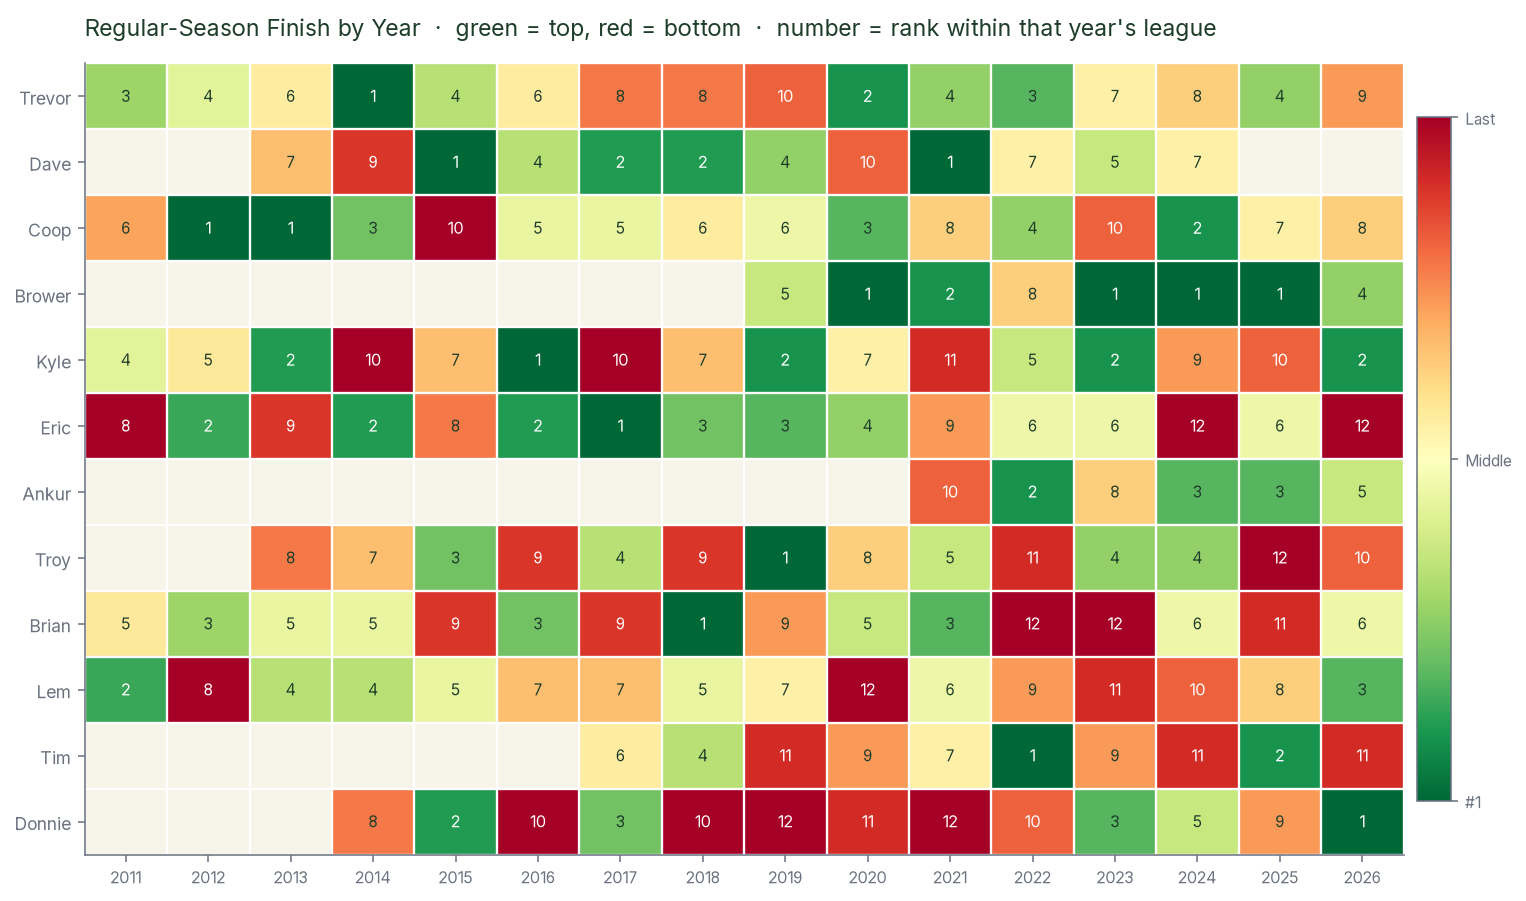 Regular-Season Finish by Year · green = top, red = bottom · number = rank within that year's league
Trevor 3 4 6 1 4 6 8 8 10 2 4 3 7 8 4 9
Last
Dave 7 9 1 4 2 2 4 10 1 7 5 7
Coop 6 1 1 3 10 5 5 6 6 3 8 4 10 2 7 8
Brower 5 1 2 8 1 1 1 4
Kyle 4 5 2 10 7 1 10 7 2 7 11 5 2 9 10 2
Eric 8 2 9 2 8 2 1 3 3 4 9 6 6 12 6 12
Middle
Ankur 10 2 8 3 3 5
Troy 8 7 3 9 4 9 1 8 5 11 4 4 12 10
Brian 5 3 5 5 9 3 9 1 9 5 3 12 12 6 11 6
Lem 2 8 4 4 5 7 7 5 7 12 6 9 11 10 8 3
Tim 6 4 11 9 7 1 9 11 2 11
#1
Donnie 8 2 10 3 10 12 11 12 10 3 5 9 1
2011 2012 2013 2014 2015 2016 2017 2018 2019 2020 2021 2022 2023 2024 2025 2026